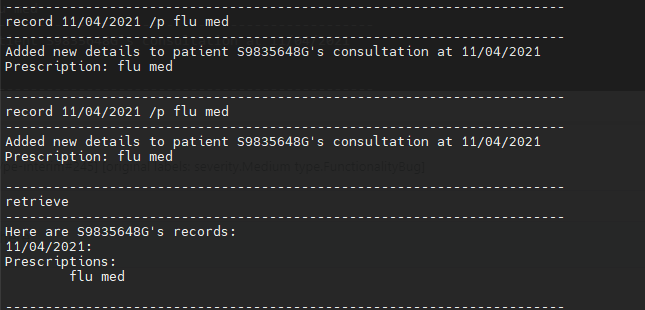 ------------------------------------------------------------------------
record 11/04/2021 /p flu med
------------------------------------------------------------------------
Added new details to patient S9835648G's consultation at 11/04/2021
Prescription: flu med
------------------------------------------------------------------------
record 11/04/2021 /p flu med
------------------------------------------------------------------------
Added new details to patient S9835648G's consultation at 11/04/2021
Prescription: flu med
------------------------------------------------------------------------
retrieve
------------------------------------------------------------------------
Here are S9835648G's records:
11/04/2021:
Prescriptions:
        flu med
------------------------------------------------------------------------